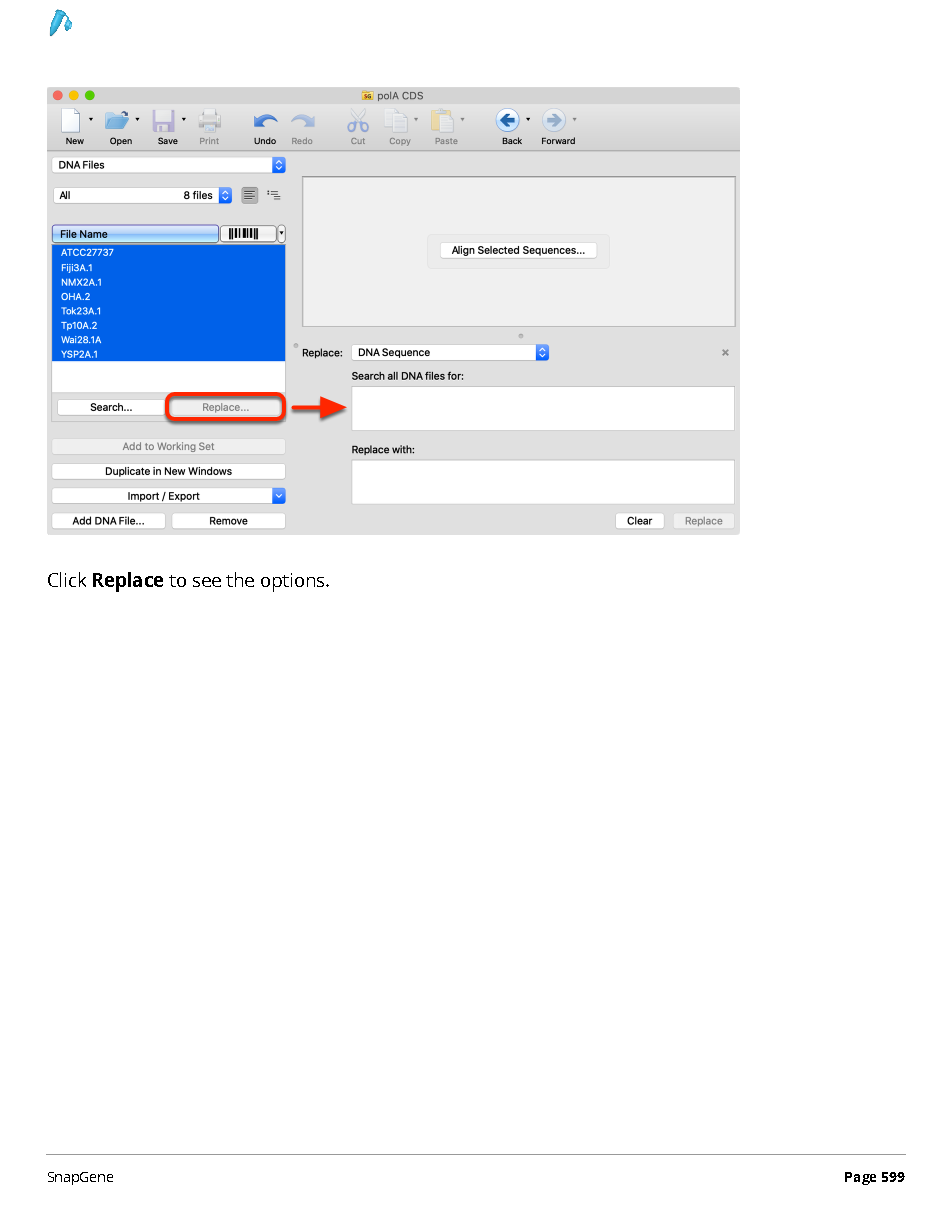 SG polA CDS
New Open Save Print Undo Redo Cut Copy Paste Back Forward
DNA Files
All 8 files
File Name
ATCC27737
Fiji3A.1
NMX2A.1
OHA.2
Tok23A.1
Tp10A.2
Wai28.1A
YSP2A.1
Search... Replace...
Add to Working Set
Duplicate in New Windows
Import / Export
Add DNA File... Remove
Align Selected Sequences...
Replace: DNA Sequence
Search all DNA files for:
Replace with:
Clear Replace
Click Replace to see the options.
SnapGene Page 599